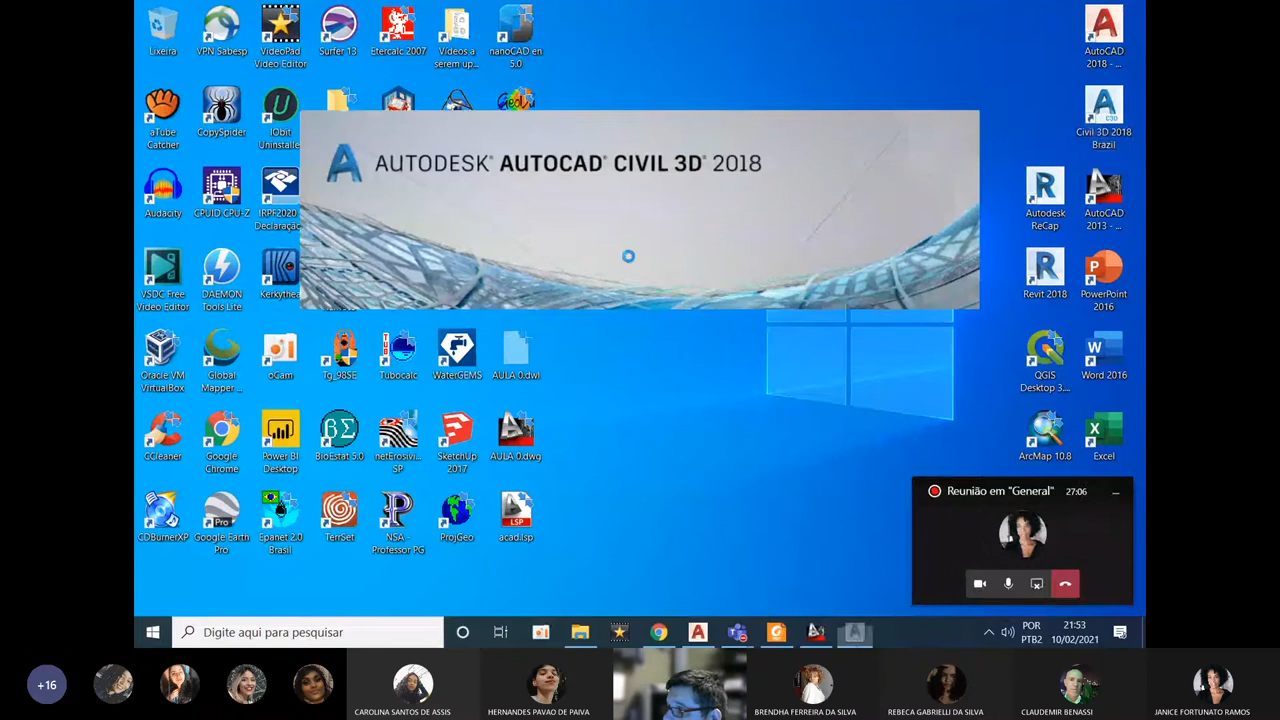 Lixeira
VPN Sabesp
VideoPad
Video Editor
Surfer 13
Etercalc 2007
Vídeos a
serem up...
nanoCAD en
5.0
AutoCAD
2018 - ...
aTube
Catcher
CopySpider
IObit
Uninstalle
Civil 3D 2018
Brazil
C3D
AUTODESK® AUTOCAD® CIVIL 3D® 2018
Audacity
CPUID CPU-Z
IRPF2020
Declaraçã
Autodesk
ReCap
AutoCAD
2013 - ...
VSDC Free
Video Editor
DAEMON
Tools Lite
Kerkythea
Revit 2018
PowerPoint
2016
Oracle VM
VirtualBox
Global
Mapper ...
oCam
Tg_98SE
Tubocalc
WaterGEMS
AULA 0.dwl
QGIS
Desktop 3....
Word 2016
CCleaner
Google
Chrome
Power BI
Desktop
BioEstat 5.0
netErosivi...
SP
SketchUp
2017
AULA 0.dwg
ArcMap 10.8
Excel
CDBurnerXP
Google Earth
Pro
Pro
Epanet 2.0
Brasil
TerrSet
NSA -
Professor PG
ProjGeo
LSP
acad.lsp
Reunião em "General" 27:06
Digite aqui para pesquisar
POR
PTB2
21:53
10/02/2021
+16
CAROLINA SANTOS DE ASSIS
HERNANDES PAVAO DE PAIVA
BRENDHA FERREIRA DA SILVA
REBECA GABRIELLI DA SILVA
CLAUDEMIR BENASSI
JANICE FORTUNATO RAMOS